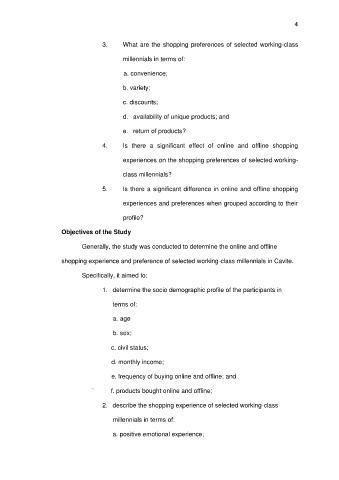 4
3. What are the shopping preferences of selected working-class
millennials in terms of:
a. convenience;
b. variety;
c. discounts;
d. availability of unique products; and
e. return of products?
4. Is there a significant effect of online and offline shopping
experiences on the shopping preferences of selected working-
class millennials?
5. Is there a significant difference in online and offline shopping
experiences and preferences when grouped according to their
profile?
Objectives of the Study
Generally, the study was conducted to determine the online and offline
shopping experience and preference of selected working-class millennials in Cavite.
Specifically, it aimed to:
1. determine the socio demographic profile of the participants in
terms of:
a. age
b. sex;
c. civil status;
d. monthly income;
e. frequency of buying online and offline; and
f. products bought online and offline;
2. describe the shopping experience of selected working-class
millennials in terms of:
a. positive emotional experience;